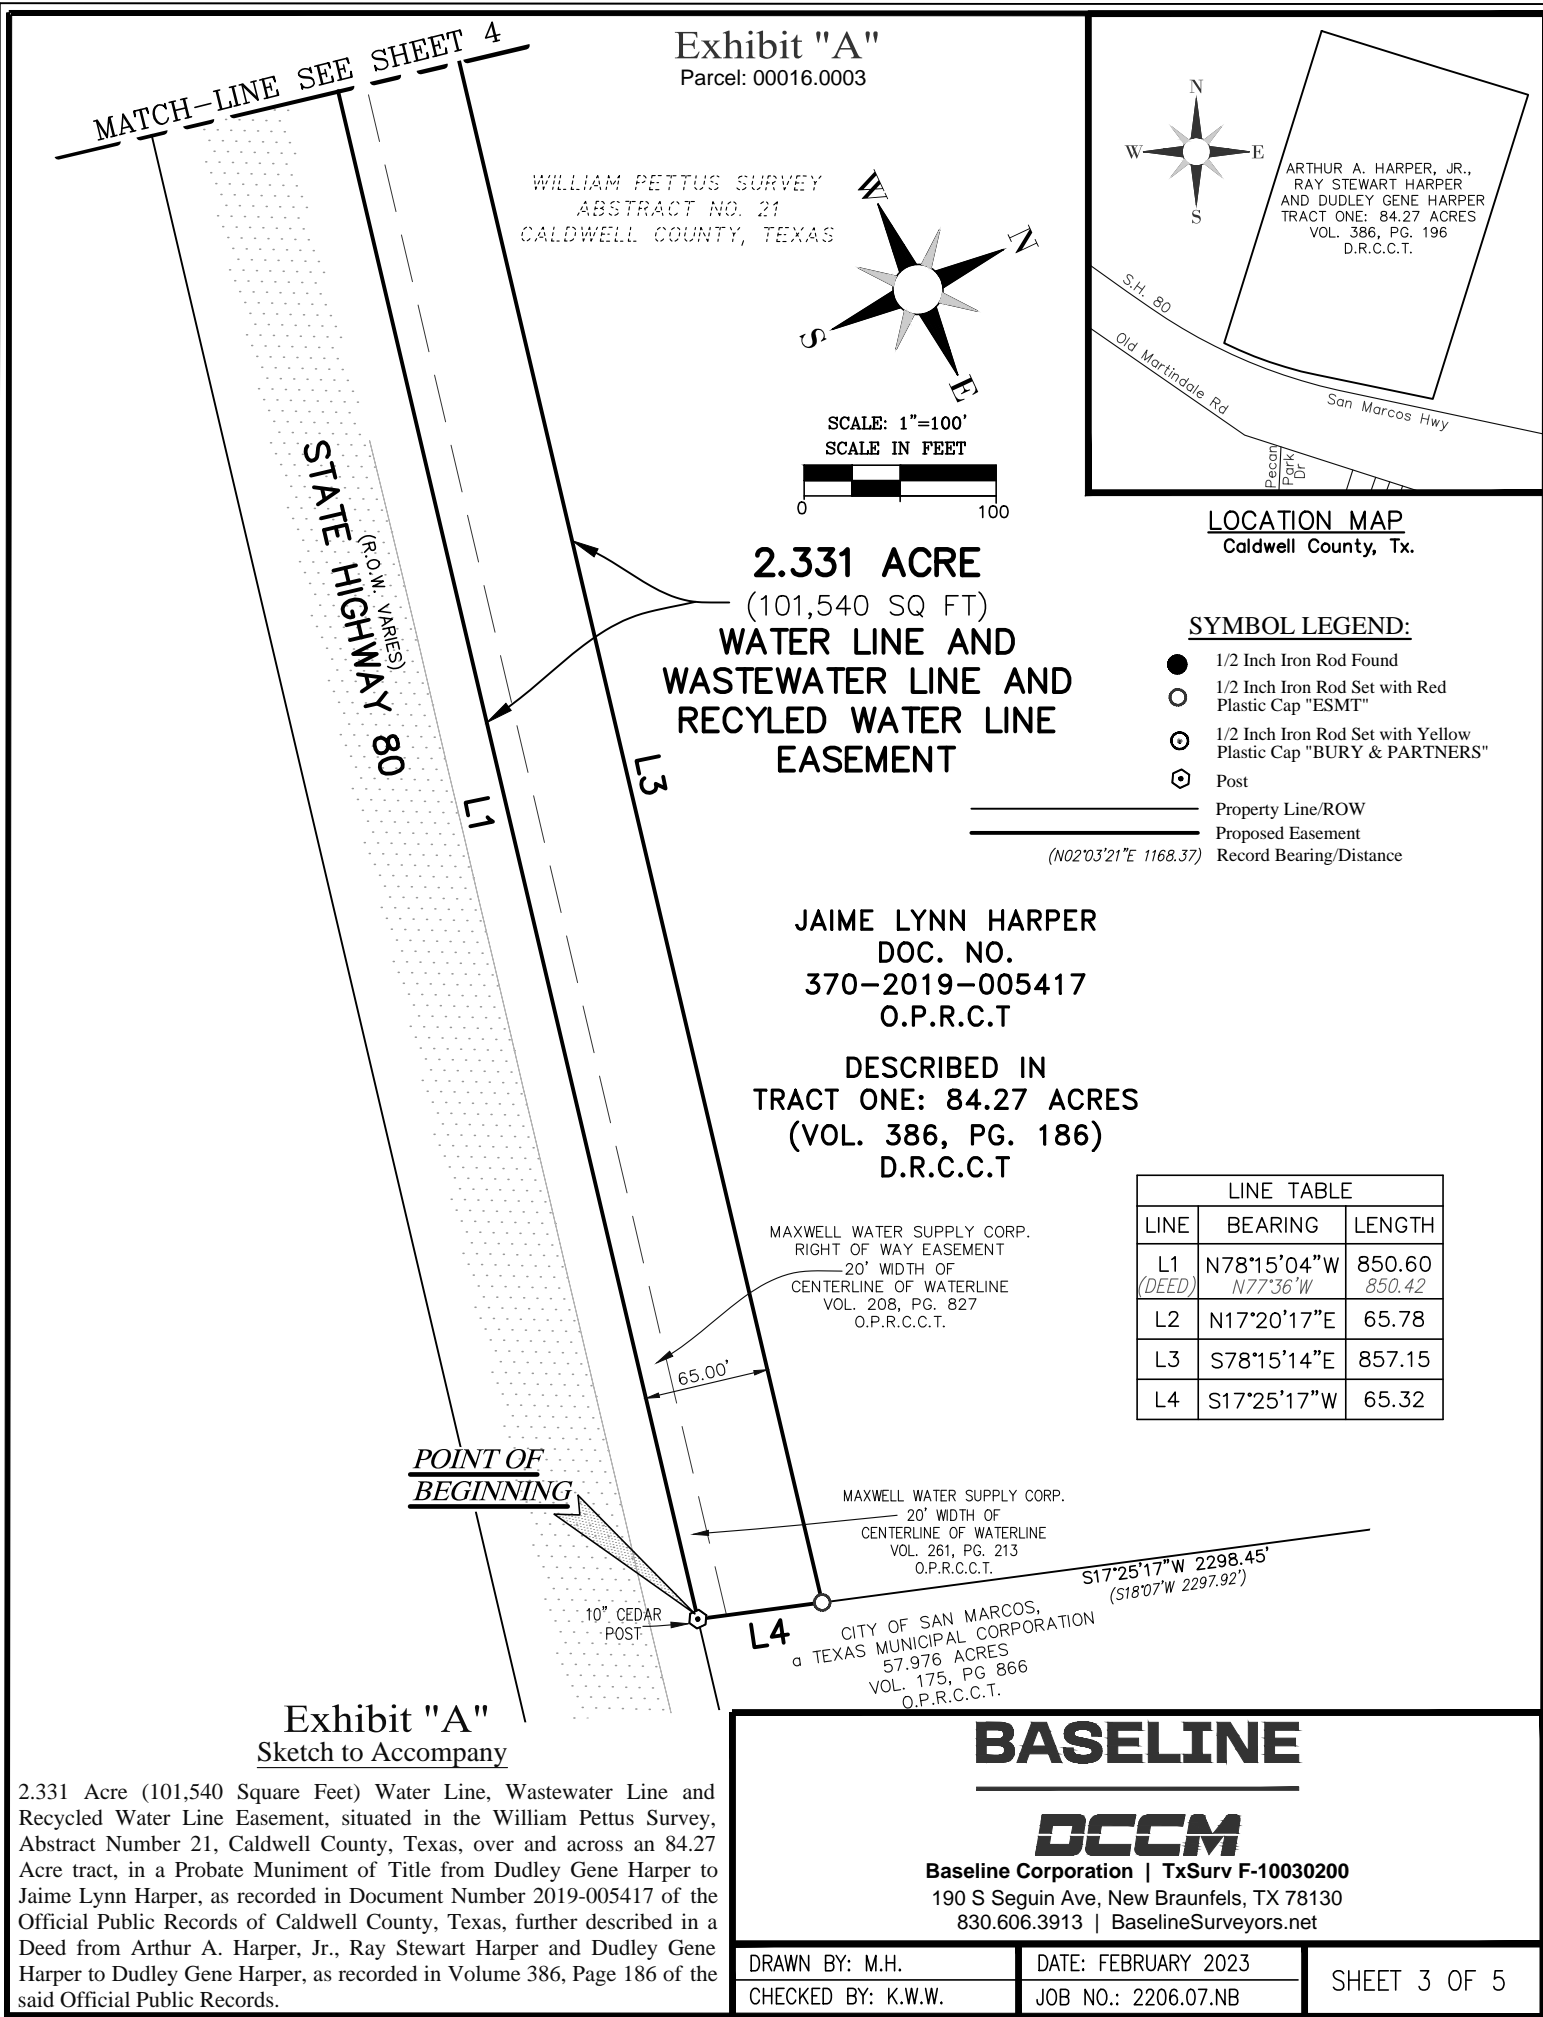 Exhibit "A"
Parcel: 00016.0003
MATCH-LINE SEE SHEET 4
WILLIAM PETTUS SURVEY
ABSTRACT NO. 21
CALDWELL COUNTY, TEXAS
W
N
S
E
SCALE: 1"=100'
SCALE IN FEET
0 100
N
W E
S
ARTHUR A. HARPER, JR.,
RAY STEWART HARPER
AND DUDLEY GENE HARPER
TRACT ONE: 84.27 ACRES
VOL. 386, PG. 196
D.R.C.C.T.
S.H. 80
Old Martindale Rd
San Marcos Hwy
Pecan
Park
Dr
LOCATION MAP
Caldwell County, Tx.
STATE HIGHWAY 80
(R.O.W. VARIES)
2.331 ACRE
(101,540 SQ FT)
WATER LINE AND
WASTEWATER LINE AND
RECYLED WATER LINE
EASEMENT
L1
L3
SYMBOL LEGEND:
1/2 Inch Iron Rod Found
1/2 Inch Iron Rod Set with Red
Plastic Cap "ESMT"
1/2 Inch Iron Rod Set with Yellow
Plastic Cap "BURY & PARTNERS"
Post
Property Line/ROW
Proposed Easement
(N02°03'21"E 1168.37) Record Bearing/Distance
JAIME LYNN HARPER
DOC. NO.
370-2019-005417
O.P.R.C.T
DESCRIBED IN
TRACT ONE: 84.27 ACRES
(VOL. 386, PG. 186)
D.R.C.C.T
LINE TABLE
LINE BEARING LENGTH
L1 N78°15'04"W 850.60
(DEED) N77°36'W 850.42
L2 N17°20'17"E 65.78
L3 S78°15'14"E 857.15
L4 S17°25'17"W 65.32
MAXWELL WATER SUPPLY CORP.
RIGHT OF WAY EASEMENT
20' WIDTH OF
CENTERLINE OF WATERLINE
VOL. 208, PG. 827
O.P.R.C.C.T.
65.00'
POINT OF
BEGINNING
MAXWELL WATER SUPPLY CORP.
20' WIDTH OF
CENTERLINE OF WATERLINE
VOL. 261, PG. 213
O.P.R.C.C.T.
S17°25'17"W 2298.45'
(S18°07'W 2297.92')
10" CEDAR
POST
L4
CITY OF SAN MARCOS,
a TEXAS MUNICIPAL CORPORATION
57.976 ACRES
VOL. 175, PG 866
O.P.R.C.C.T.
Exhibit "A"
Sketch to Accompany
2.331 Acre (101,540 Square Feet) Water Line, Wastewater Line and
Recycled Water Line Easement, situated in the William Pettus Survey,
Abstract Number 21, Caldwell County, Texas, over and across an 84.27
Acre tract, in a Probate Muniment of Title from Dudley Gene Harper to
Jaime Lynn Harper, as recorded in Document Number 2019-005417 of the
Official Public Records of Caldwell County, Texas, further described in a
Deed from Arthur A. Harper, Jr., Ray Stewart Harper and Dudley Gene
Harper to Dudley Gene Harper, as recorded in Volume 386, Page 186 of the
said Official Public Records.
BASELINE
DCCM
Baseline Corporation | TxSurv F-10030200
190 S Seguin Ave, New Braunfels, TX 78130
830.606.3913 | BaselineSurveyors.net
DRAWN BY: M.H.
CHECKED BY: K.W.W.
DATE: FEBRUARY 2023
JOB NO.: 2206.07.NB
SHEET 3 OF 5